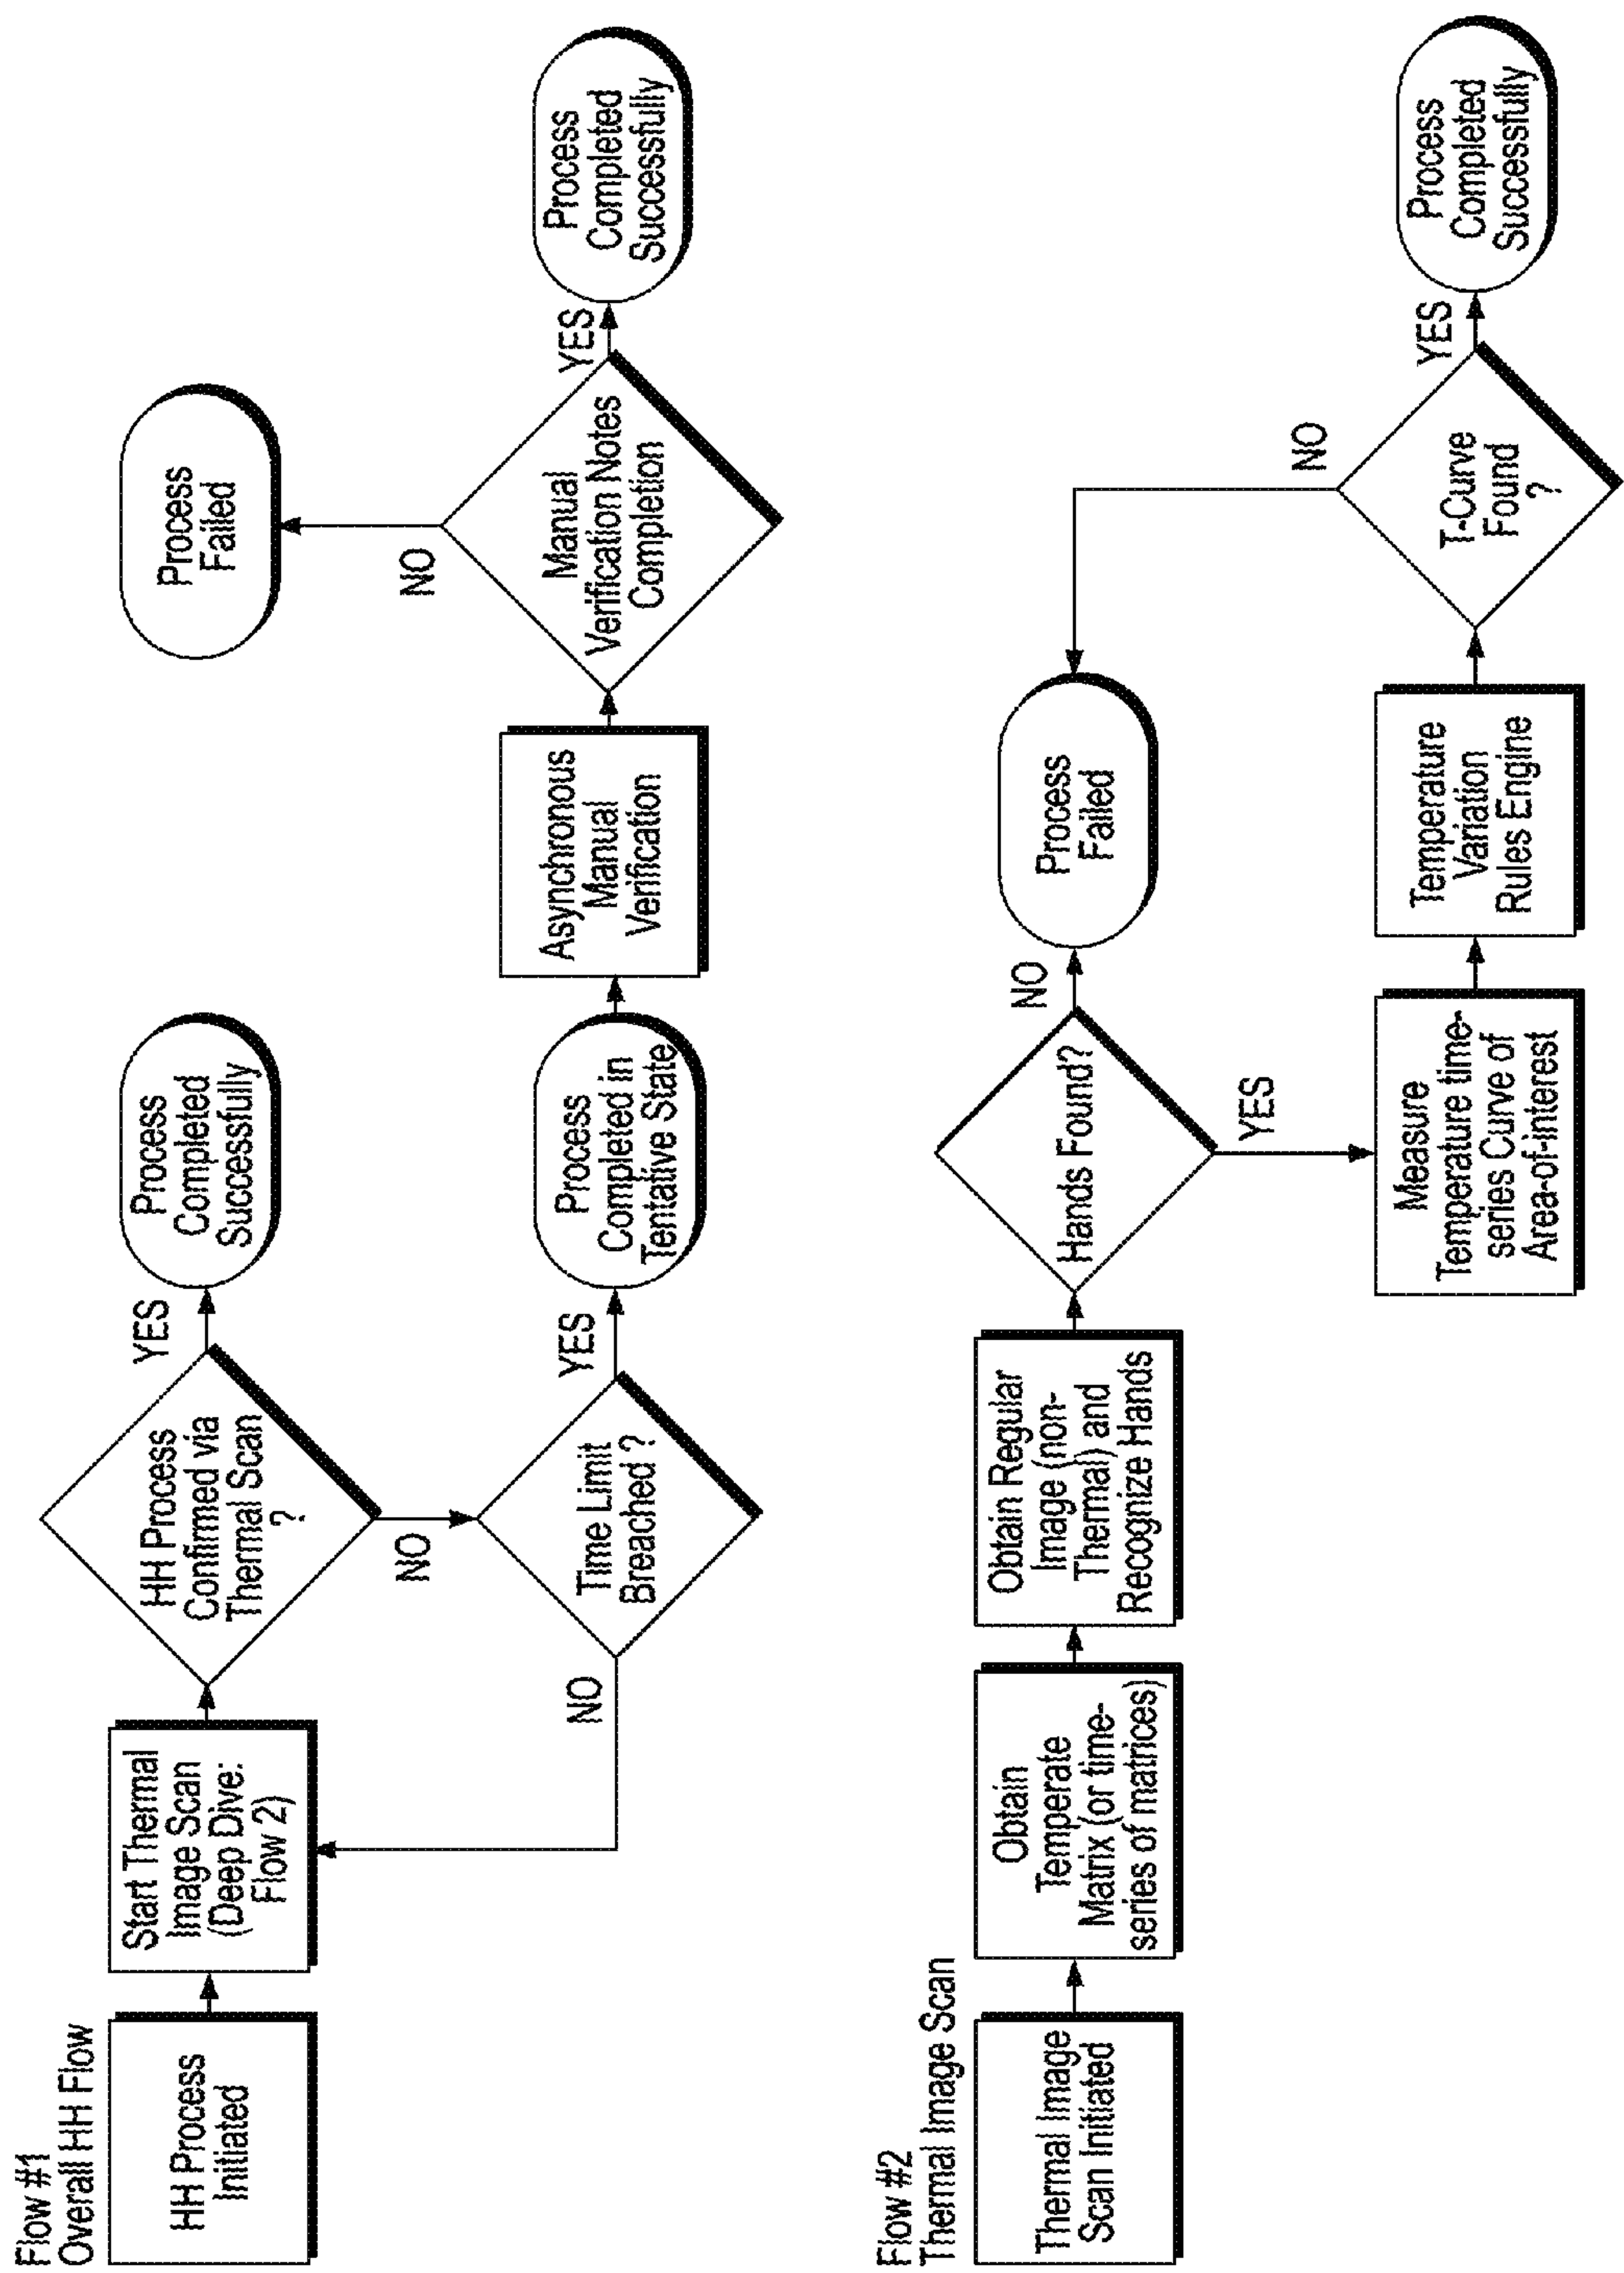 Flow #1
Overall HH Flow
HH Process
Initiated
Start Thermal
Image Scan
(Deep Dive:
Flow 2)
HH Process
Confirmed via
Thermal Scan
?
YES
Process
Completed
Successfully
NO
Time Limit
Breached ?
NO
YES
Process
Completed in
Tentative State
Asynchronous
Manual
Verification
Manual
Verification Notes
Completion
NO
Process
Failed
YES
Process
Completed
Successfully
Flow #2
Thermal Image Scan
Thermal Image
Scan Initiated
Obtain
Temperate
Matrix (or time-
series of matrices)
Obtain Regular
Image (non-
Thermal) and
Recognize Hands
Hands Found?
NO
Process
Failed
YES
Measure
Temperature time-
series Curve of
Area-of-interest
Temperature
Variation
Rules Engine
T-Curve
Found
?
NO
YES
Process
Completed
Successfully